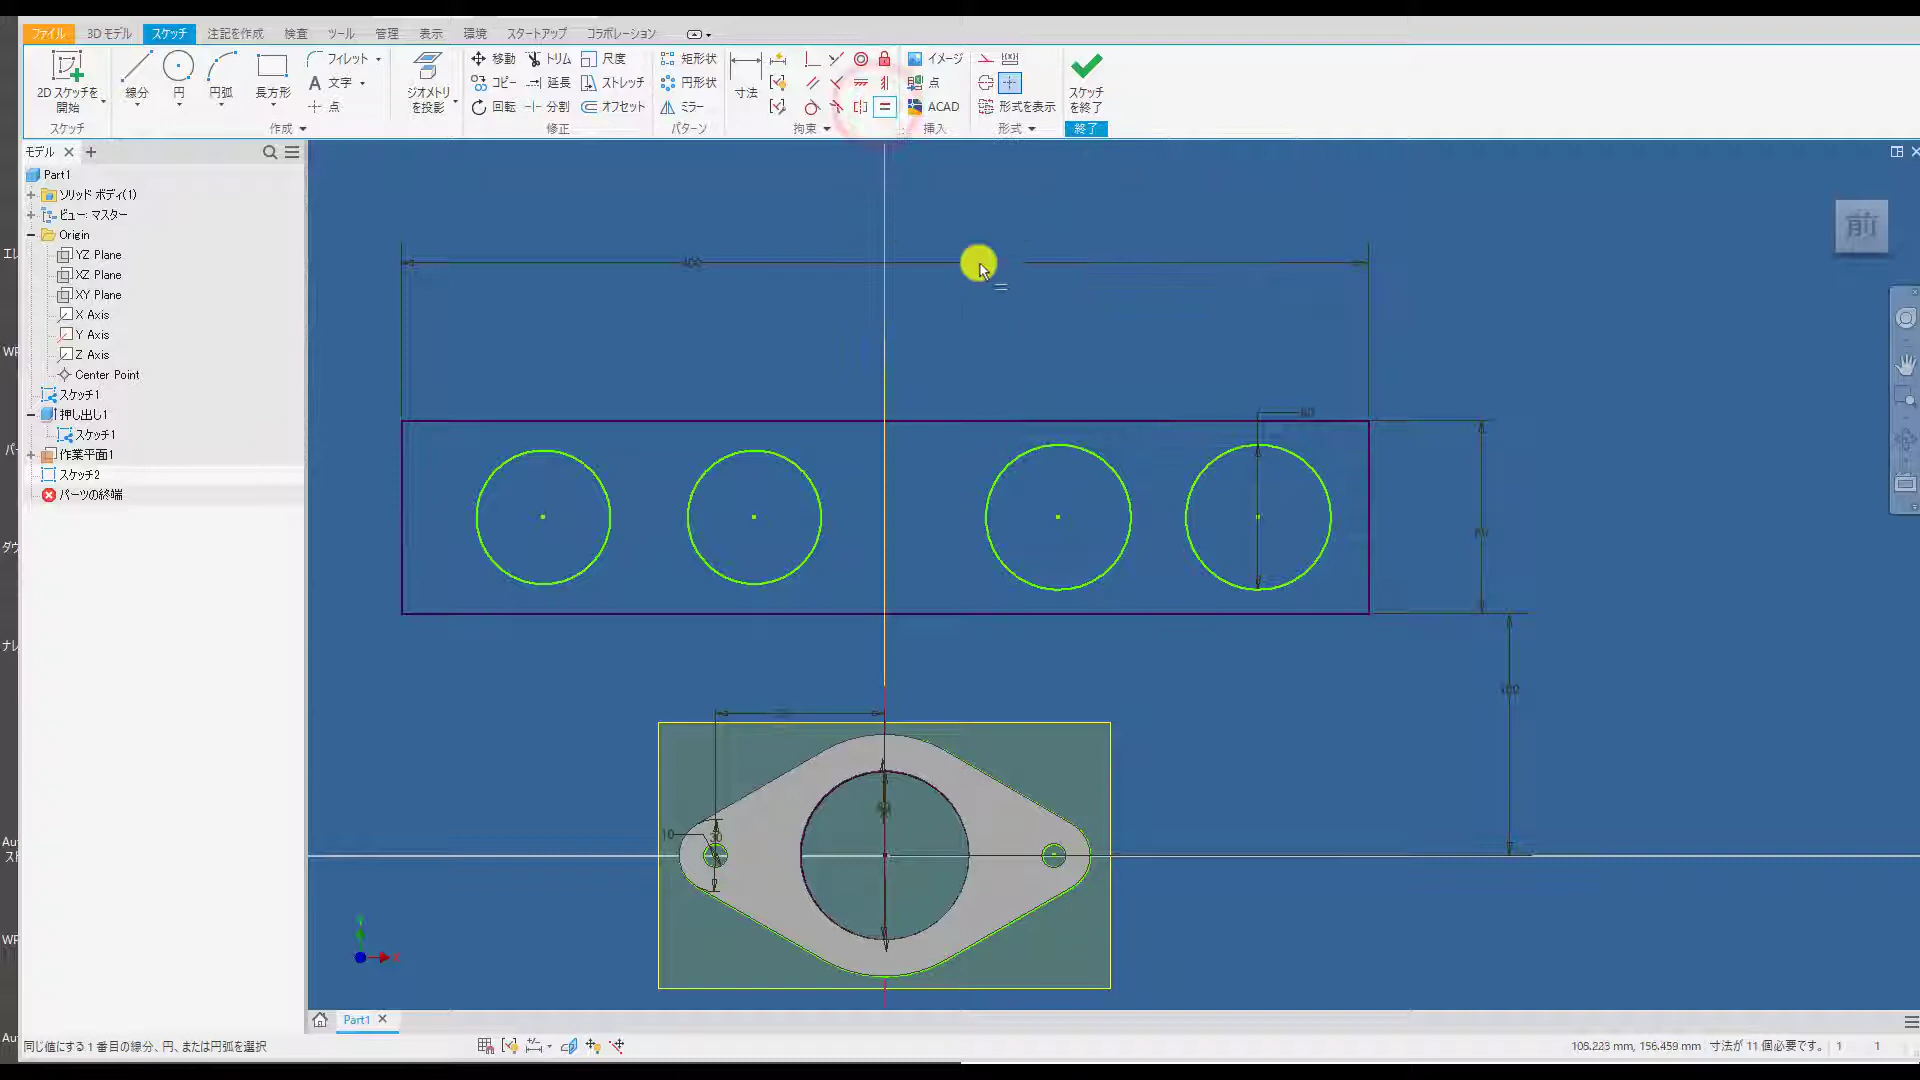 ファイル 3D モデル スケッチ 注記を作成 検査 ツール 管理 表示 環境 スタートアップ コラボレーション
2D スケッチを
開始
線分
円
円弧
長方形
フィレット
文字
点
ジオメトリ
を投影
移動 トリム 尺度
コピー 延長 ストレッチ
回転 分割 オフセット
矩形状
円形状
ミラー
寸法
イメージ
点
ACAD
形式を表示
スケッチ
を終了
スケッチ 作成 修正 パターン 拘束 挿入 形式 終了
モデル
Part1
ソリッド ボディ(1)
ビュー: マスター
Origin
YZ Plane
XZ Plane
XY Plane
X Axis
Y Axis
Z Axis
Center Point
スケッチ1
押し出し1
スケッチ1
作業平面1
スケッチ2
パーツの終端
前
400
60
80
100
10
30
X
Part1
同じ値にする 1 番目の線分、円、または円弧を選択
105.223 mm, 156.459 mm 寸法が 11 個必要です。 1 1